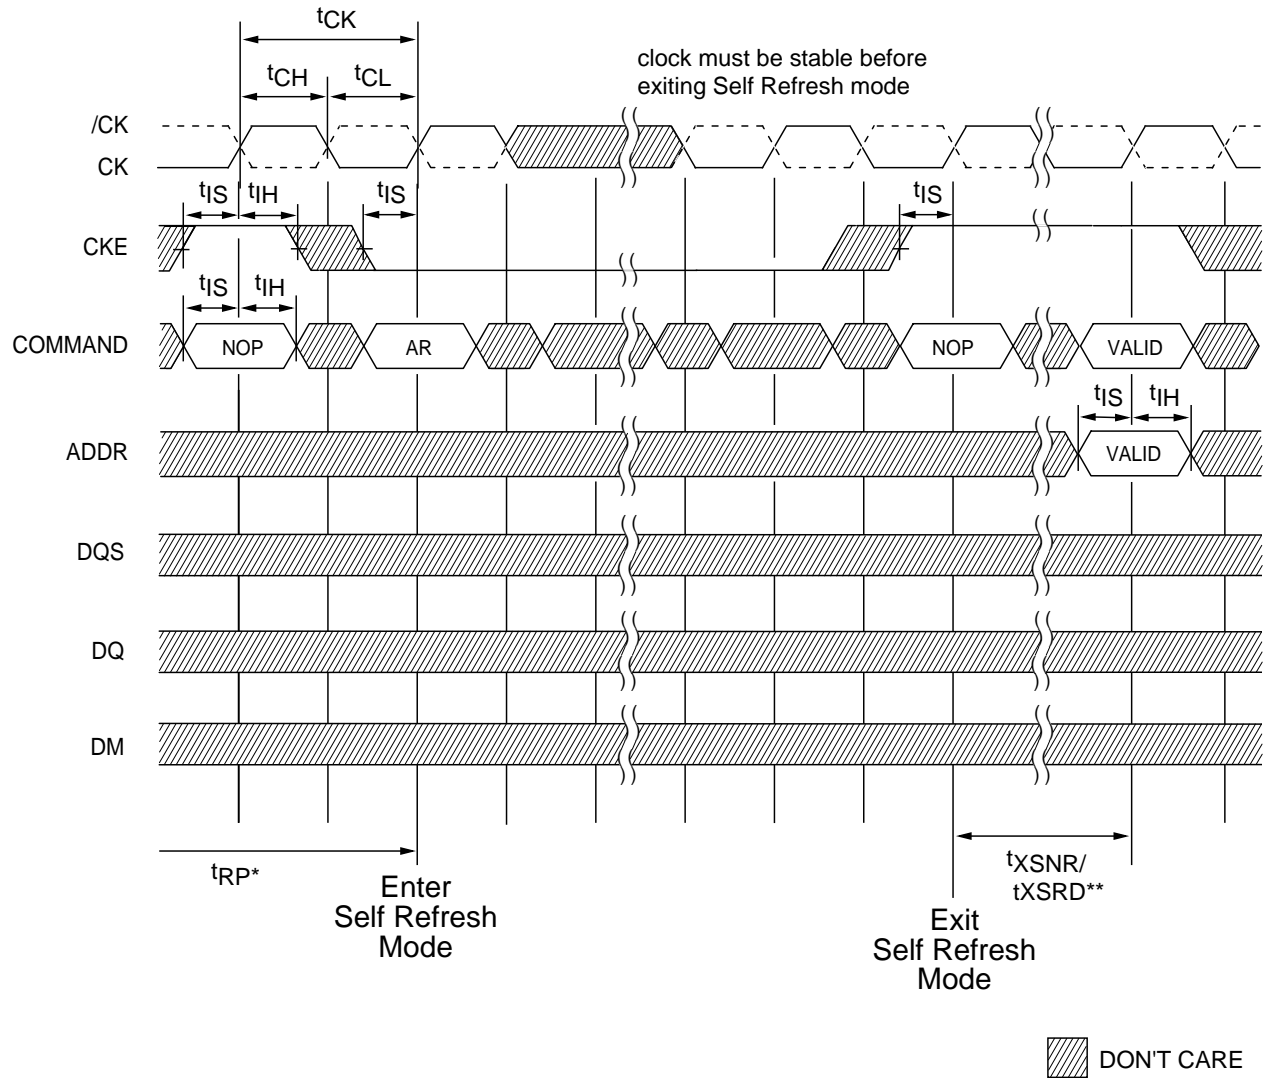 tCK
clock must be stable before
exiting Self Refresh mode
tCH
tCL
/CK
CK
tIS
tIH
tIS
tIS
CKE
tIS
tIH
COMMAND
NOP
AR
NOP
VALID
tIS
tIH
ADDR
VALID
DQS
DQ
DM
tRP*
Enter
Self Refresh
Mode
tXSNR/
tXSRD**
Exit
Self Refresh
Mode
DON'T CARE